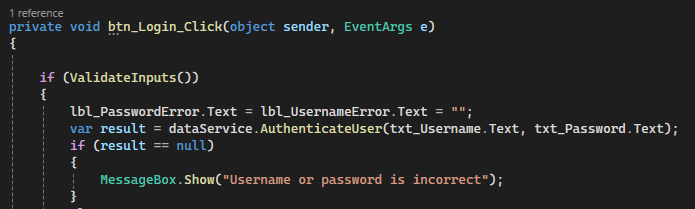 1 reference
private void btn_Login_Click(object sender, EventArgs e)
{
if (ValidateInputs())
{
lbl_PasswordError.Text = lbl_UsernameError.Text = "";
var result = dataService.AuthenticateUser(txt_Username.Text, txt_Password.Text);
if (result == null)
{
MessageBox.Show("Username or password is incorrect");
}